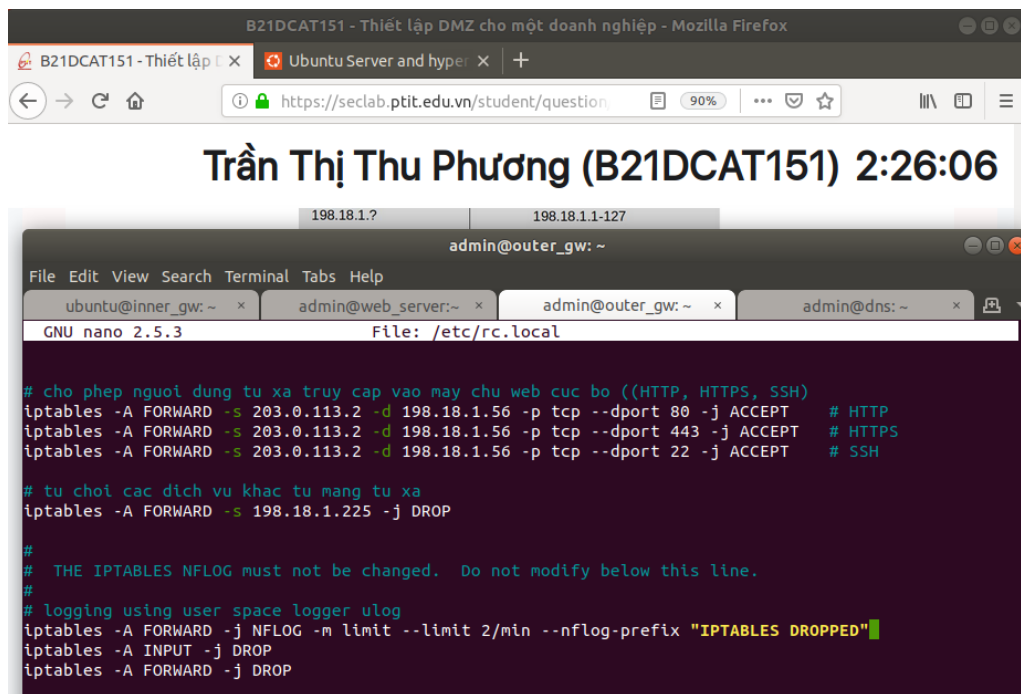 B21DCAT151 - Thiết lập DMZ cho một doanh nghiệp - Mozilla Firefox
B21DCAT151 - Thiết lập
Ubuntu Server and hyper
https://seclab.ptit.edu.vn/student/question
90%
Trần Thị Thu Phương (B21DCAT151) 2:26:06
198.18.1.? 198.18.1.1-127
admin@outer_gw: ~
File Edit View Search Terminal Tabs Help
ubuntu@inner_gw: ~ × admin@web_server:~ × admin@outer_gw: ~ × admin@dns: ~ ×
GNU nano 2.5.3 File: /etc/rc.local
# cho phep nguoi dung tu xa truy cap vao may chu web cuc bo ((HTTP, HTTPS, SSH)
iptables -A FORWARD -s 203.0.113.2 -d 198.18.1.56 -p tcp --dport 80 -j ACCEPT # HTTP
iptables -A FORWARD -s 203.0.113.2 -d 198.18.1.56 -p tcp --dport 443 -j ACCEPT # HTTPS
iptables -A FORWARD -s 203.0.113.2 -d 198.18.1.56 -p tcp --dport 22 -j ACCEPT # SSH
# tu choi cac dich vu khac tu mang tu xa
iptables -A FORWARD -s 198.18.1.225 -j DROP
#
# THE IPTABLES NFLOG must not be changed. Do not modify below this line.
#
# logging using user space logger ulog
iptables -A FORWARD -j NFLOG -m limit --limit 2/min --nflog-prefix "IPTABLES DROPPED"
iptables -A INPUT -j DROP
iptables -A FORWARD -j DROP